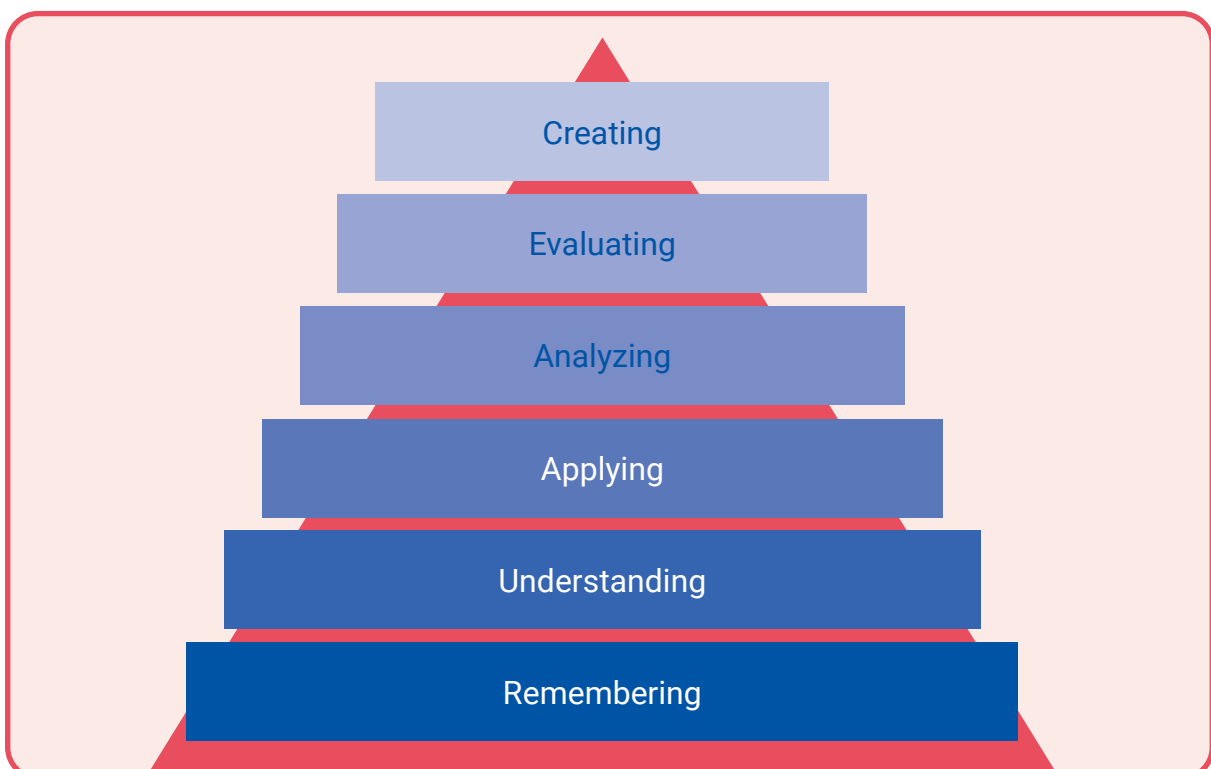 Creating
Evaluating
Analyzing
Applying
Understanding
Remembering